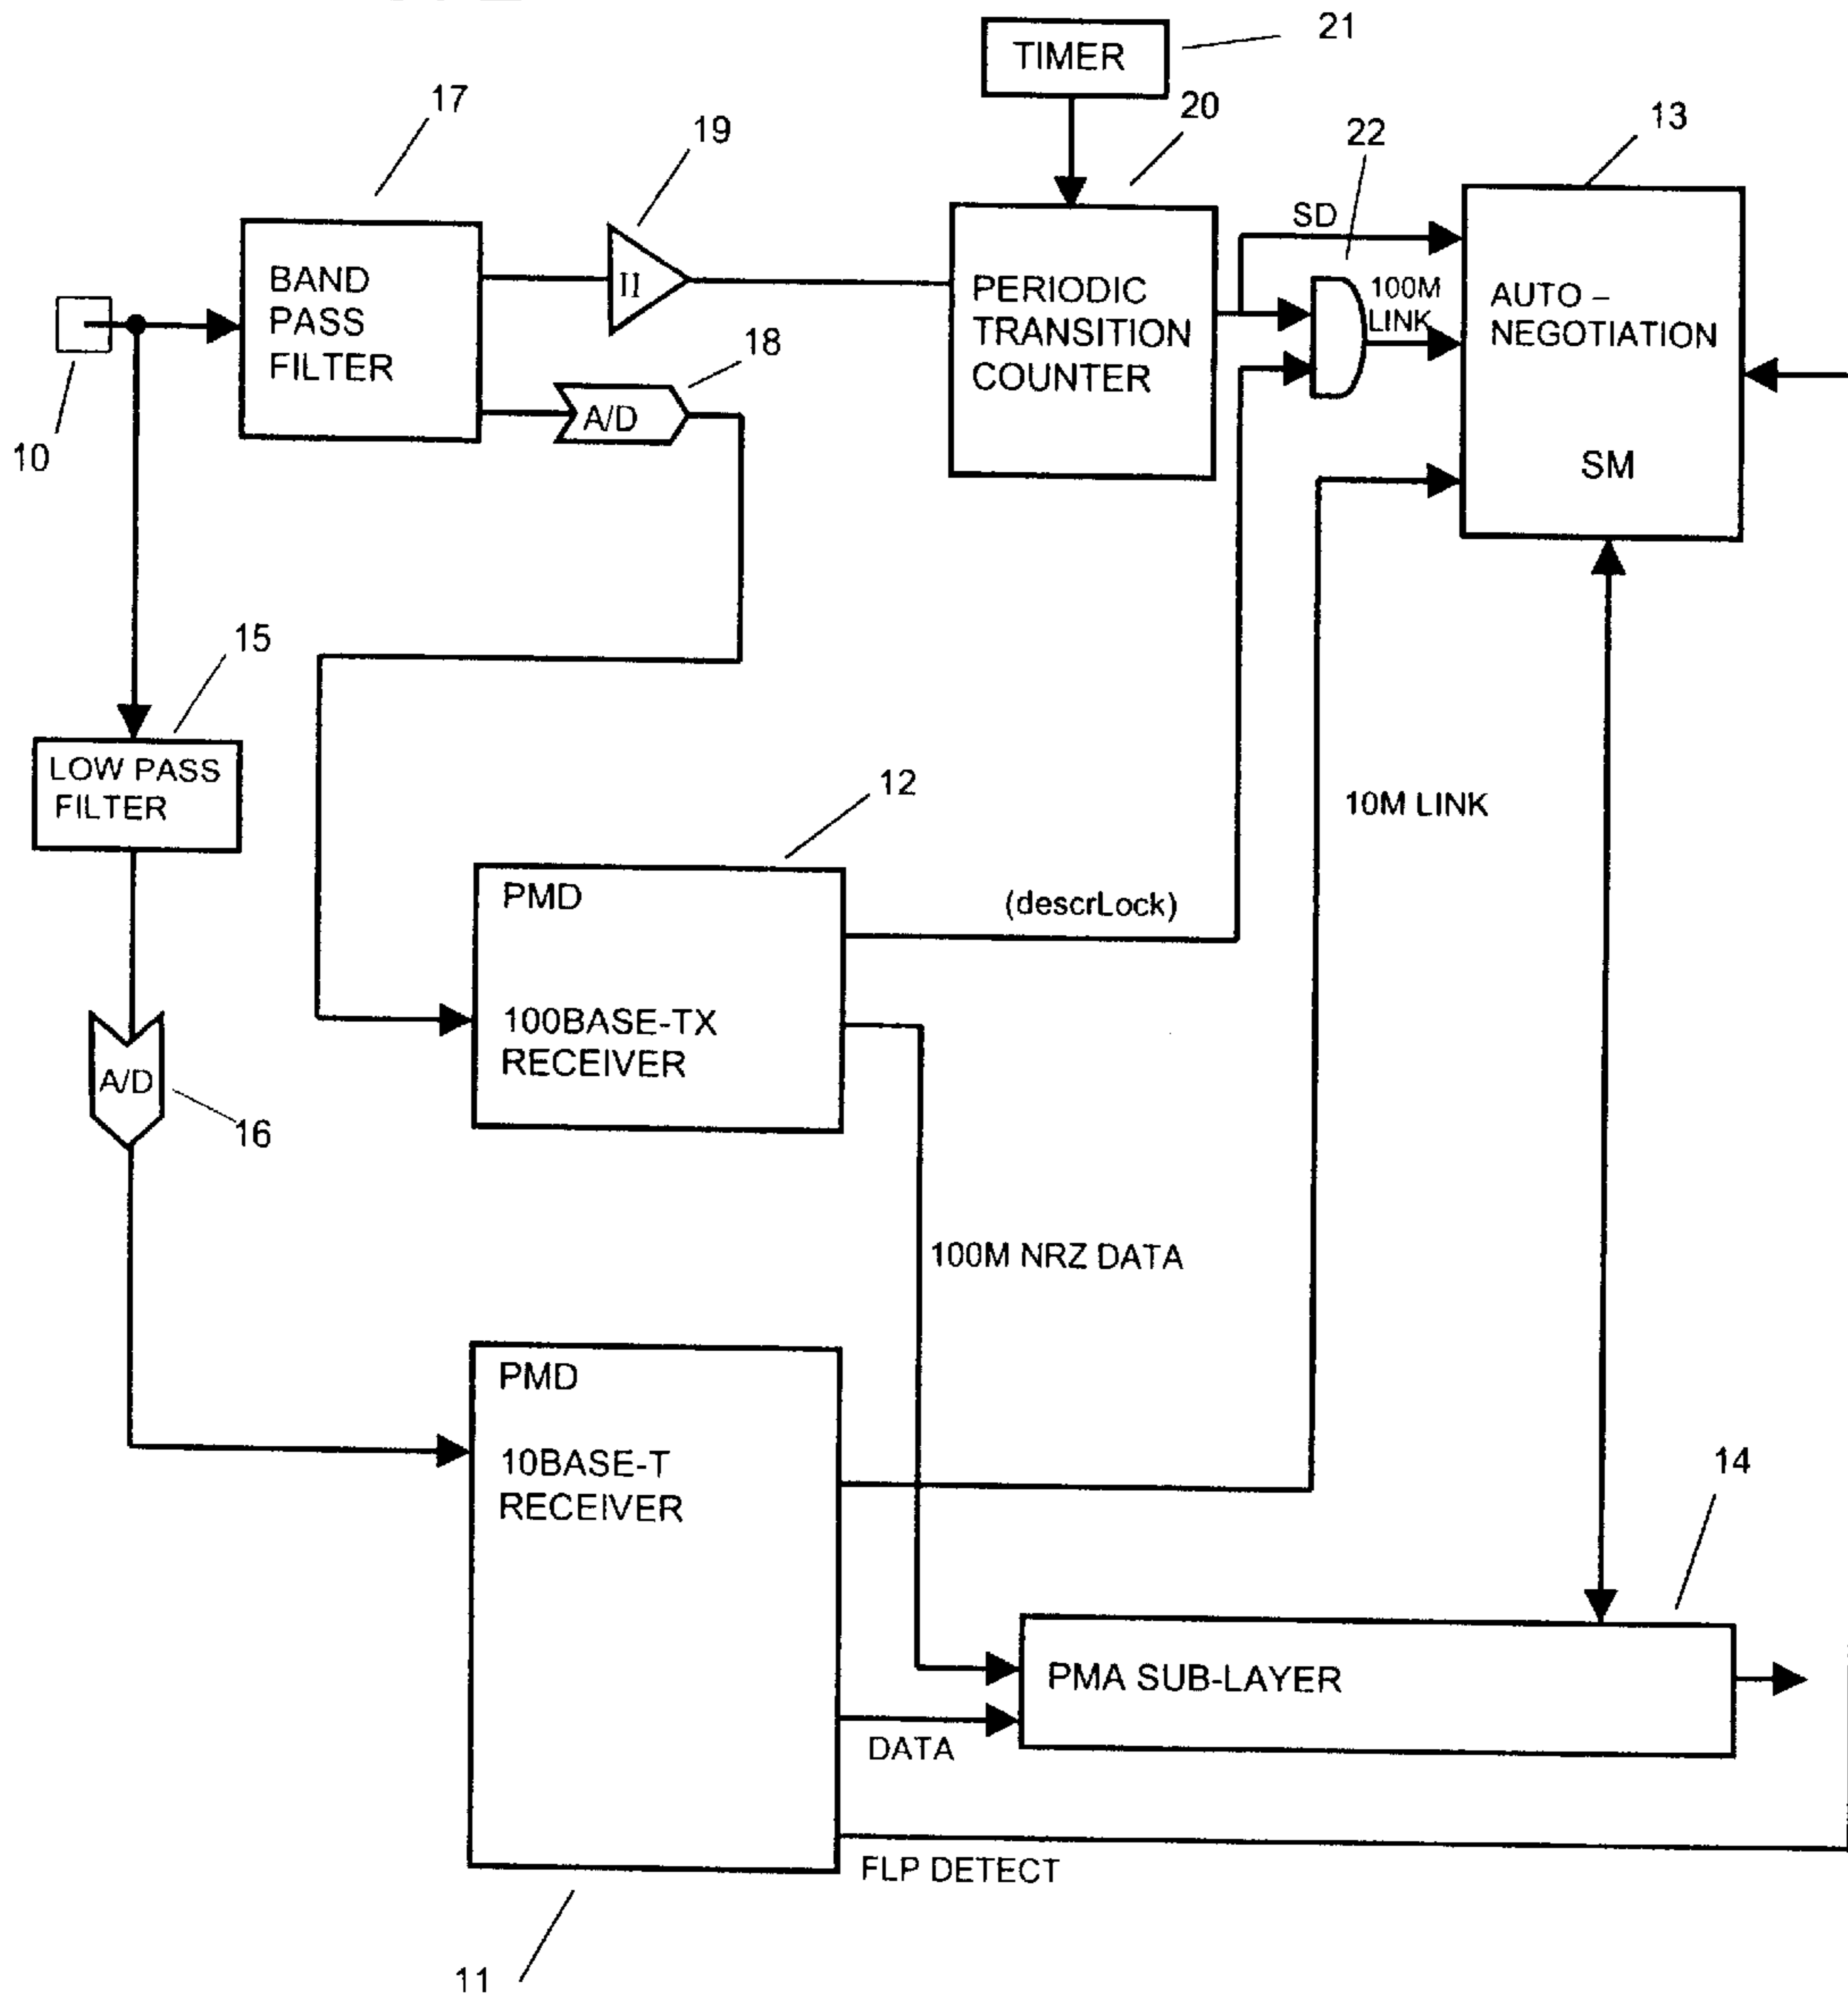 TIMER
21
17
19
20
22
13
BAND
PASS
FILTER
II
18
A/D
PERIODIC
TRANSITION
COUNTER
SD
100M
LINK
AUTO –
NEGOTIATION
SM
10
15
LOW PASS
FILTER
12
10M LINK
PMD
(descrLock)
100BASE-TX
RECEIVER
A/D
16
100M NRZ DATA
PMD
10BASE-T
RECEIVER
14
PMA SUB-LAYER
DATA
FLP DETECT
11